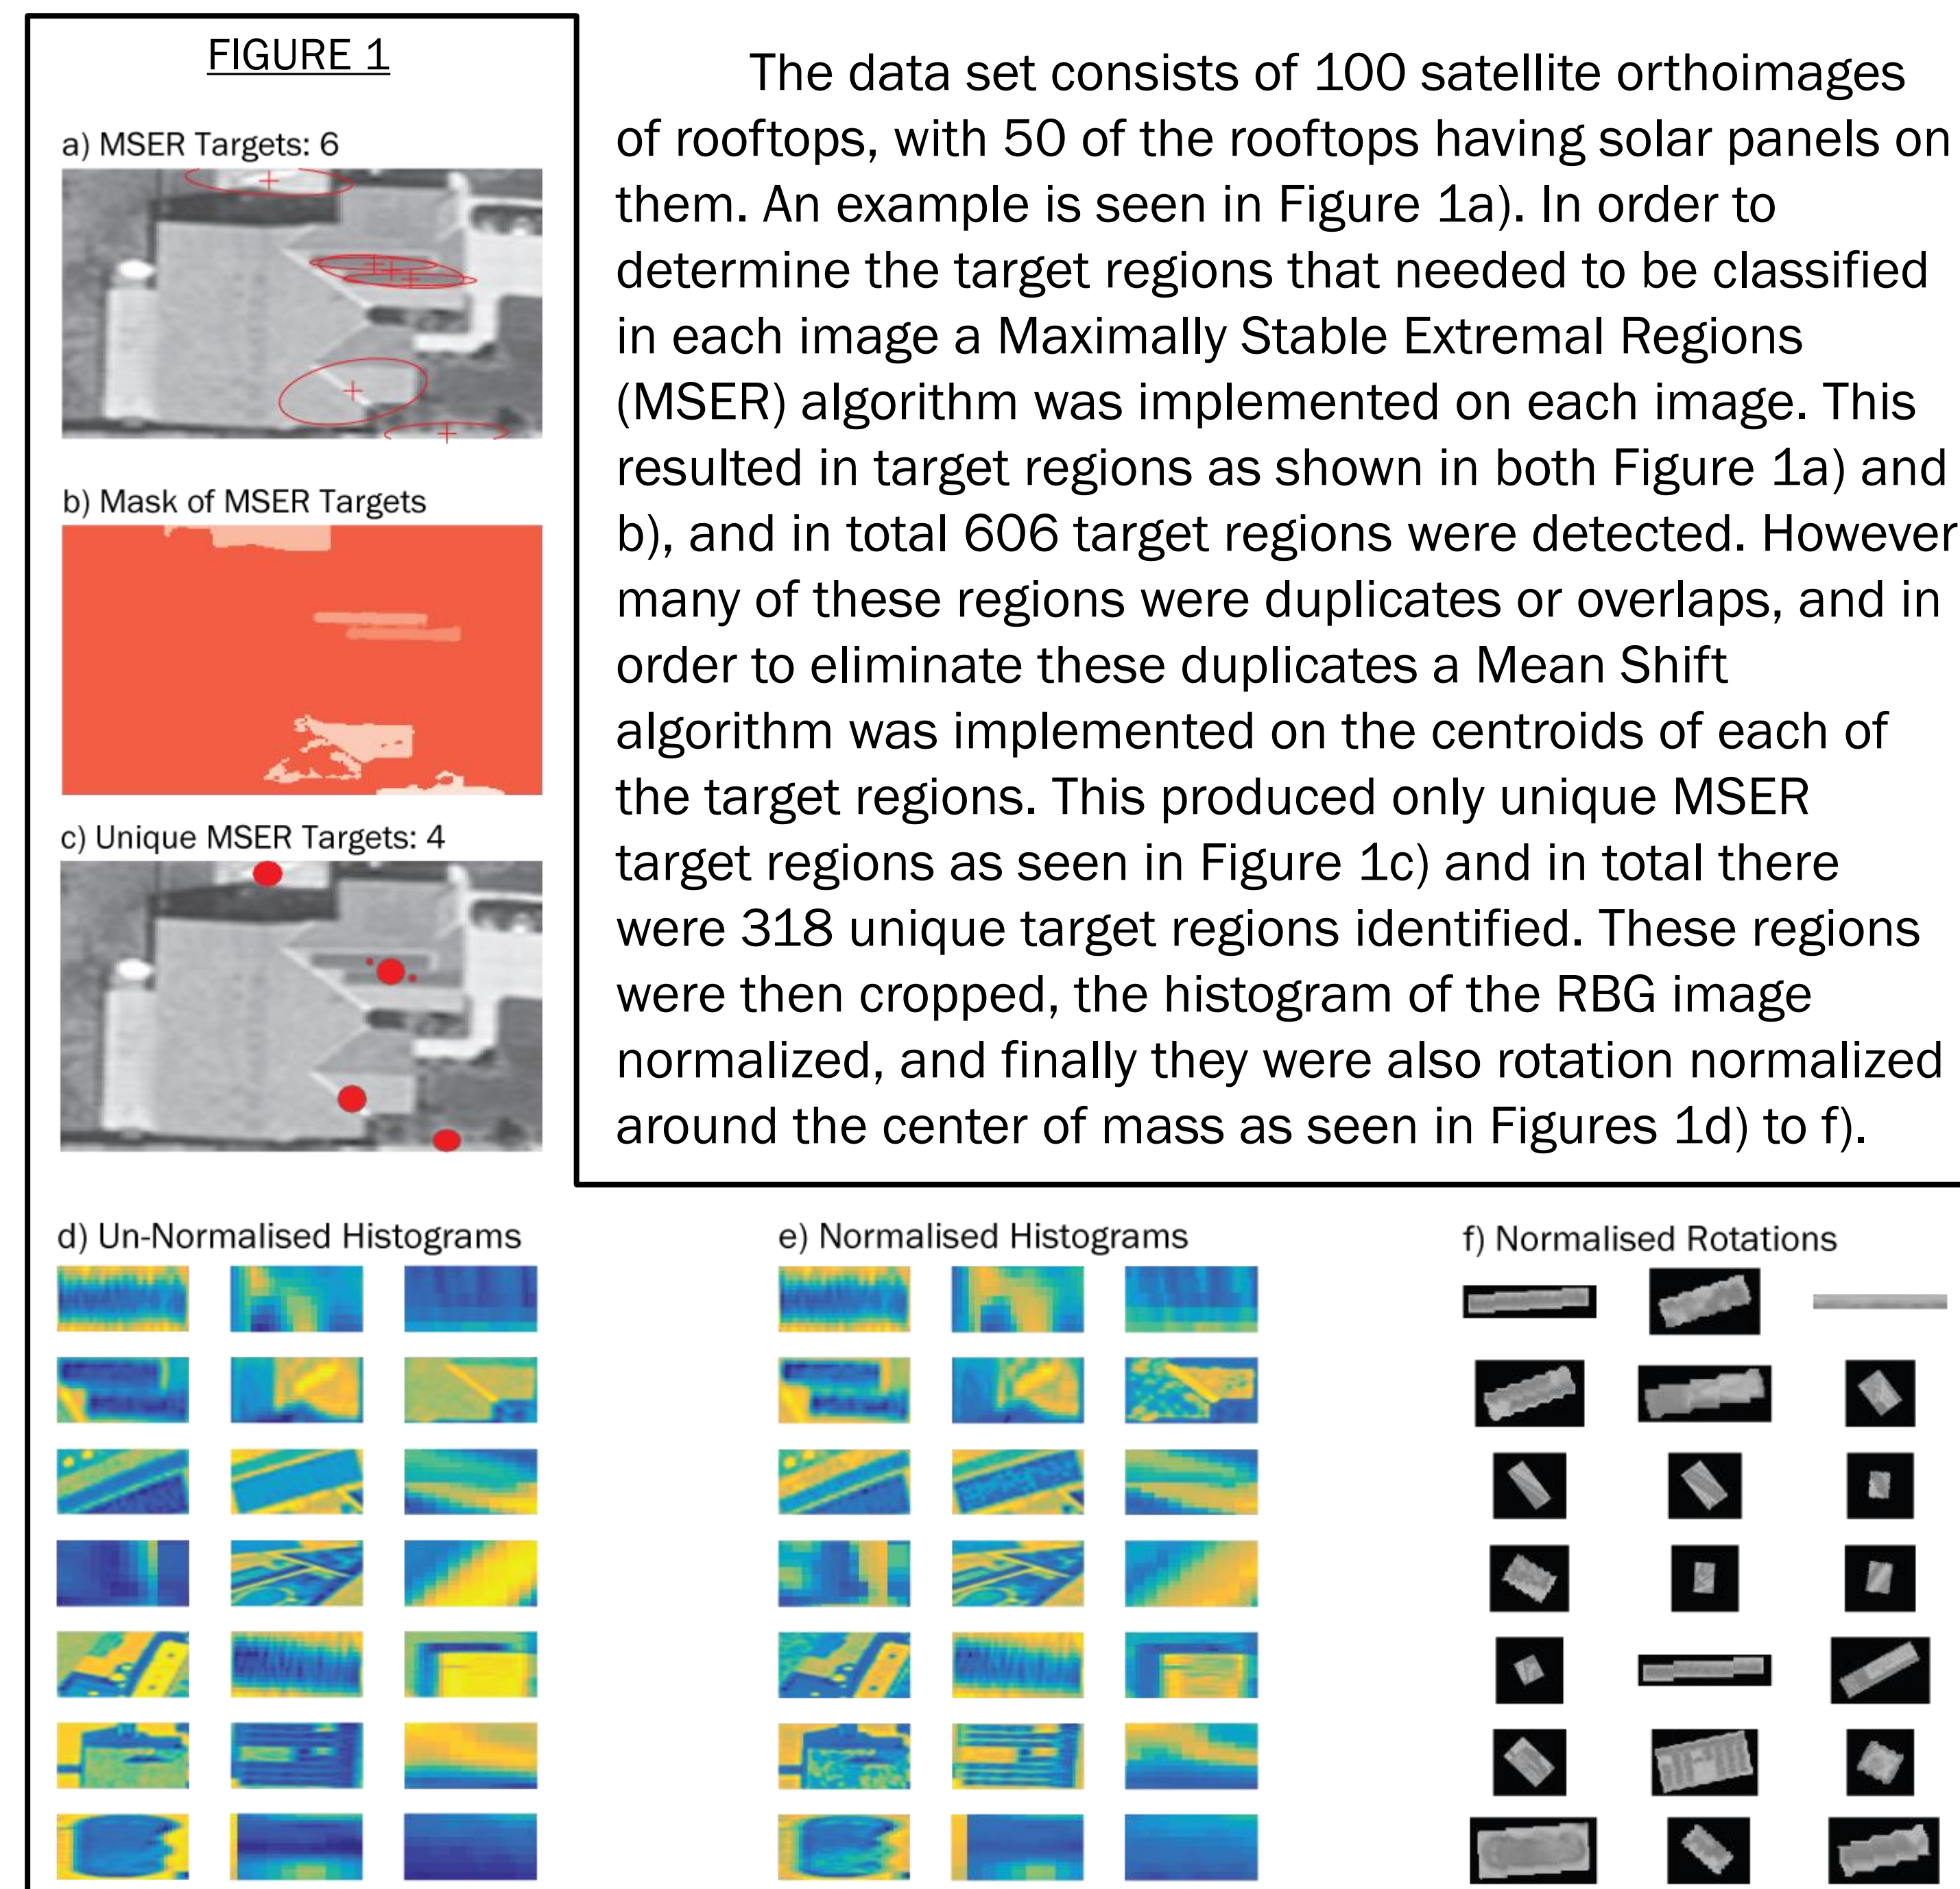 FIGURE 1
a) MSER Targets: 6
b) Mask of MSER Targets
c) Unique MSER Targets: 4
The data set consists of 100 satellite orthoimages
of rooftops, with 50 of the rooftops having solar panels on
them. An example is seen in Figure 1a). In order to
determine the target regions that needed to be classified
in each image a Maximally Stable Extremal Regions
(MSER) algorithm was implemented on each image. This
resulted in target regions as shown in both Figure 1a) and
b), and in total 606 target regions were detected. However
many of these regions were duplicates or overlaps, and in
order to eliminate these duplicates a Mean Shift
algorithm was implemented on the centroids of each of
the target regions. This produced only unique MSER
target regions as seen in Figure 1c) and in total there
were 318 unique target regions identified. These regions
were then cropped, the histogram of the RBG image
normalized, and finally they were also rotation normalized
around the center of mass as seen in Figures 1d) to f).
d) Un-Normalised Histograms
e) Normalised Histograms
f) Normalised Rotations